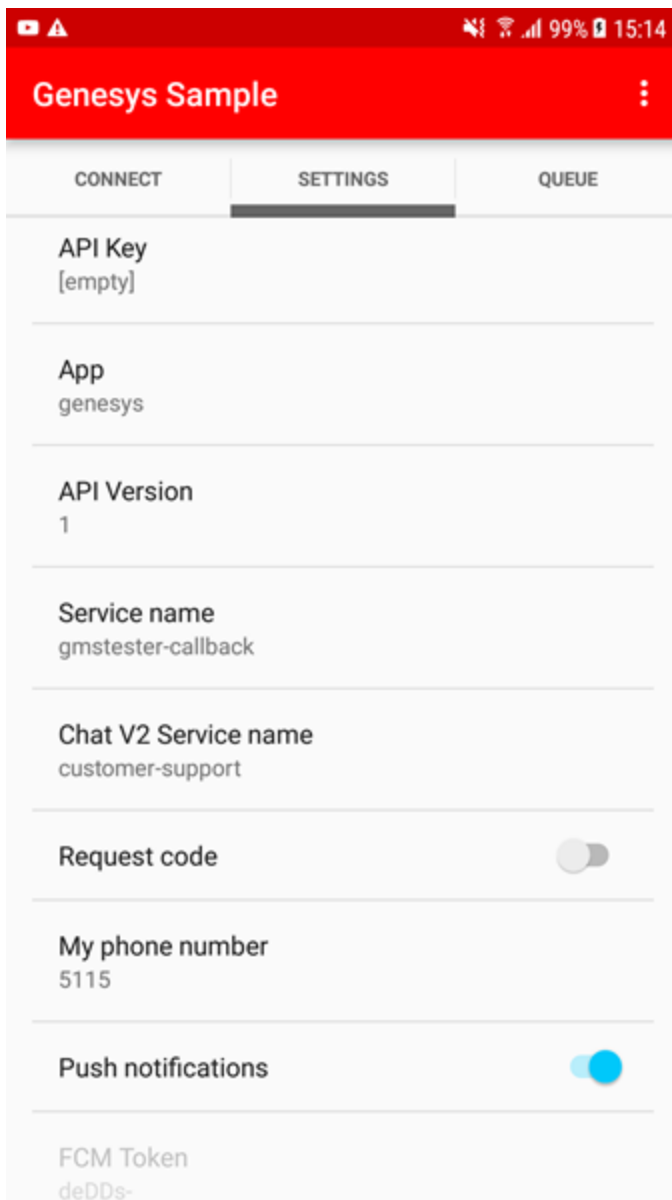 99% 15:14
Genesys Sample
CONNECT SETTINGS QUEUE
API Key
[empty]
App
genesys
API Version
1
Service name
gmstester-callback
Chat V2 Service name
customer-support
Request code
My phone number
5115
Push notifications
FCM Token
deDDs-